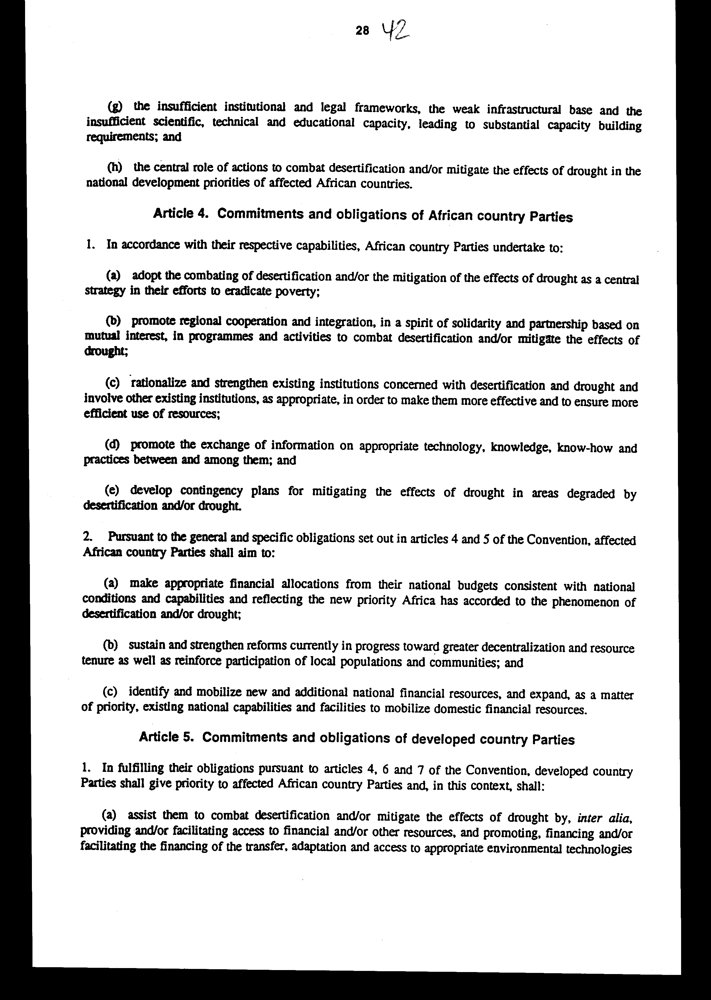 28 42
(g) the insufficient institutional and legal frameworks, the weak infrastructural base and the
insufficient scientific, technical and educational capacity, leading to substantial capacity building
requirements; and
(h) the central role of actions to combat desertification and/or mitigate the effects of drought in the
national development priorities of affected African countries.
Article 4. Commitments and obligations of African country Parties
1. In accordance with their respective capabilities, African country Parties undertake to:
(a) adopt the combating of desertification and/or the mitigation of the effects of drought as a central
strategy in their efforts to eradicate poverty;
(b) promote regional cooperation and integration, in a spirit of solidarity and partnership based on
mutual interest, in programmes and activities to combat desertification and/or mitigate the effects of
drought;
(c) rationalize and strengthen existing institutions concerned with desertification and drought and
involve other existing institutions, as appropriate, in order to make them more effective and to ensure more
efficient use of resources;
(d) promote the exchange of information on appropriate technology, knowledge, know-how and
practices between and among them; and
(e) develop contingency plans for mitigating the effects of drought in areas degraded by
desertification and/or drought.
2. Pursuant to the general and specific obligations set out in articles 4 and 5 of the Convention, affected
African country Parties shall aim to:
(a) make appropriate financial allocations from their national budgets consistent with national
conditions and capabilities and reflecting the new priority Africa has accorded to the phenomenon of
desertification and/or drought;
(b) sustain and strengthen reforms currently in progress toward greater decentralization and resource
tenure as well as reinforce participation of local populations and communities; and
(c) identify and mobilize new and additional national financial resources, and expand, as a matter
of priority, existing national capabilities and facilities to mobilize domestic financial resources.
Article 5. Commitments and obligations of developed country Parties
1. In fulfilling their obligations pursuant to articles 4, 6 and 7 of the Convention, developed country
Parties shall give priority to affected African country Parties and, in this context, shall:
(a) assist them to combat desertification and/or mitigate the effects of drought by, inter alia,
providing and/or facilitating access to financial and/or other resources, and promoting, financing and/or
facilitating the financing of the transfer, adaptation and access to appropriate environmental technologies